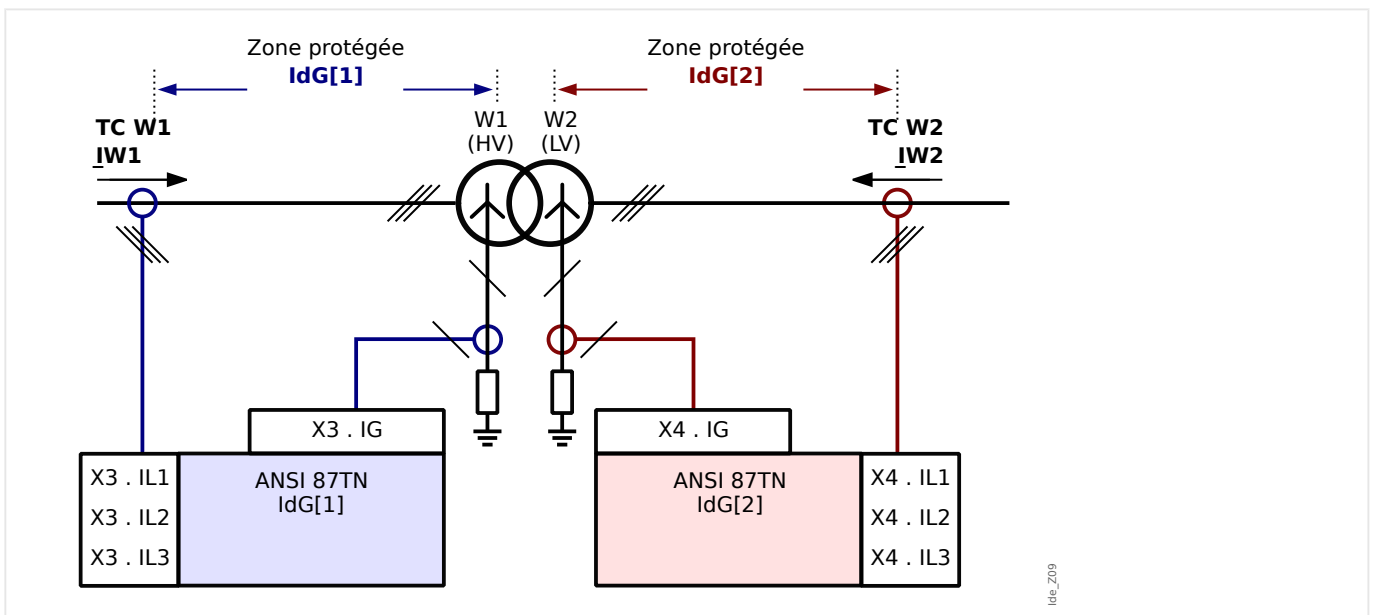 Zone protégée
IdG[1]
Zone protégée
IdG[2]
TC W1
IW1
W1
(HV)
W2
(LV)
TC W2
IW2
X3 . IG
X4 . IG
X3 . IL1
X3 . IL2
X3 . IL3
ANSI 87TN
IdG[1]
ANSI 87TN
IdG[2]
X4 . IL1
X4 . IL2
X4 . IL3
Ide_Z09